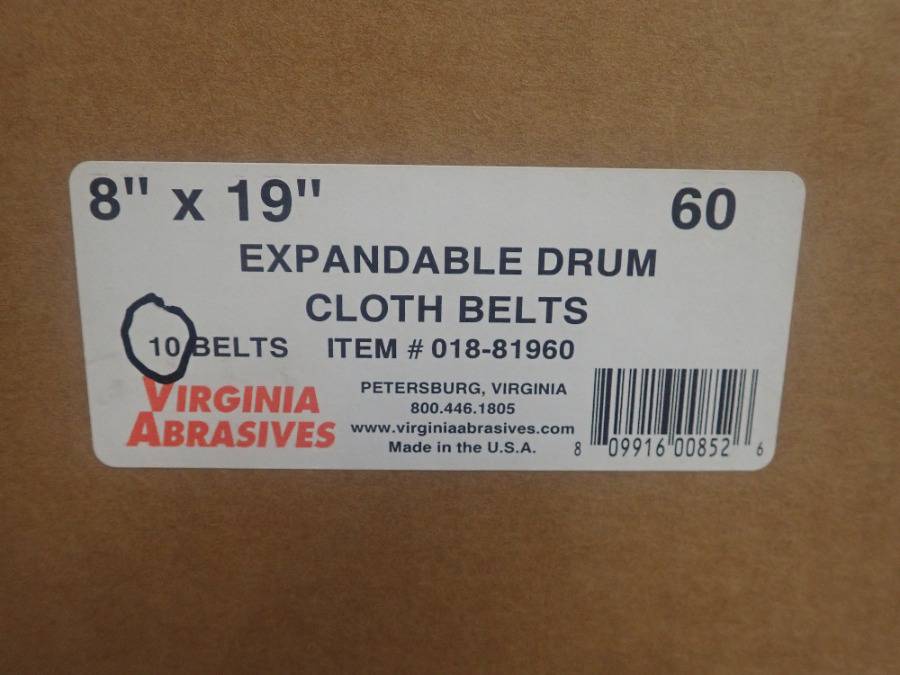 8" x 19" 60
EXPANDABLE DRUM
CLOTH BELTS
10 BELTS ITEM # 018-81960
VIRGINIA
ABRASIVES
PETERSBURG, VIRGINIA
800.446.1805
www.virginiaabrasives.com
Made in the U.S.A.
8 09916 00852 6